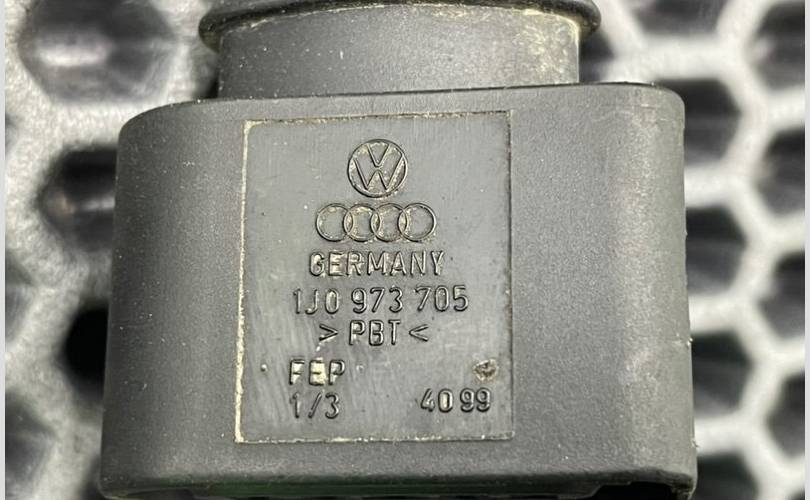 GERMANY
1J0 973 705
> PBT <
FEP
1/3 4099